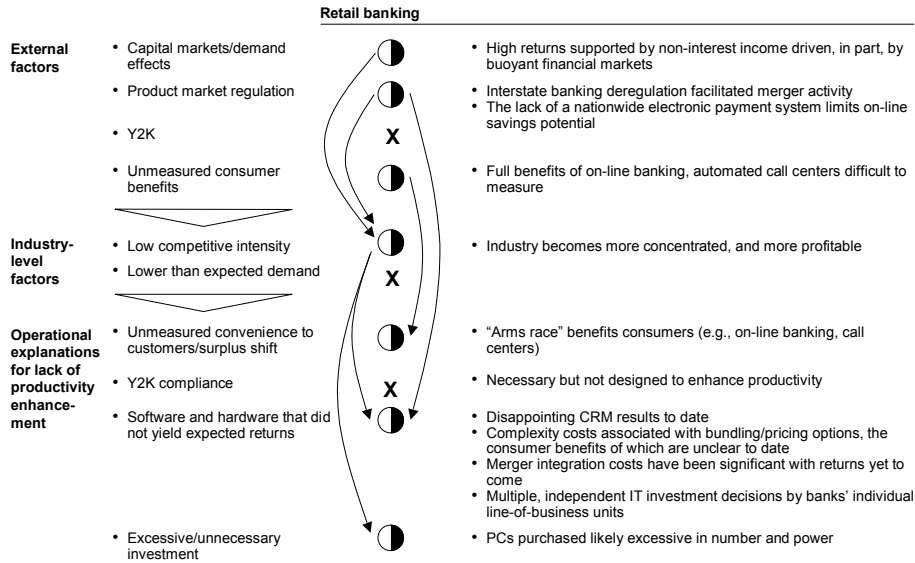 Retail banking
External
factors
• Capital markets/demand
effects
• High returns supported by non-interest income driven, in part, by
buoyant financial markets
• Product market regulation
• Interstate banking deregulation facilitated merger activity
• The lack of a nationwide electronic payment system limits on-line
savings potential
• Y2K
X
• Unmeasured consumer
benefits
• Full benefits of on-line banking, automated call centers difficult to
measure
Industry-
level
factors
• Low competitive intensity
• Industry becomes more concentrated, and more profitable
• Lower than expected demand
X
Operational
explanations
for lack of
productivity
enhance-
ment
• Unmeasured convenience to
customers/surplus shift
• “Arms race” benefits consumers (e.g., on-line banking, call
centers)
• Y2K compliance
X
• Necessary but not designed to enhance productivity
• Software and hardware that did
not yield expected returns
• Disappointing CRM results to date
• Complexity costs associated with bundling/pricing options, the
consumer benefits of which are unclear to date
• Merger integration costs have been significant with returns yet to
come
• Multiple, independent IT investment decisions by banks’ individual
line-of-business units
• Excessive/unnecessary
investment
• PCs purchased likely excessive in number and power